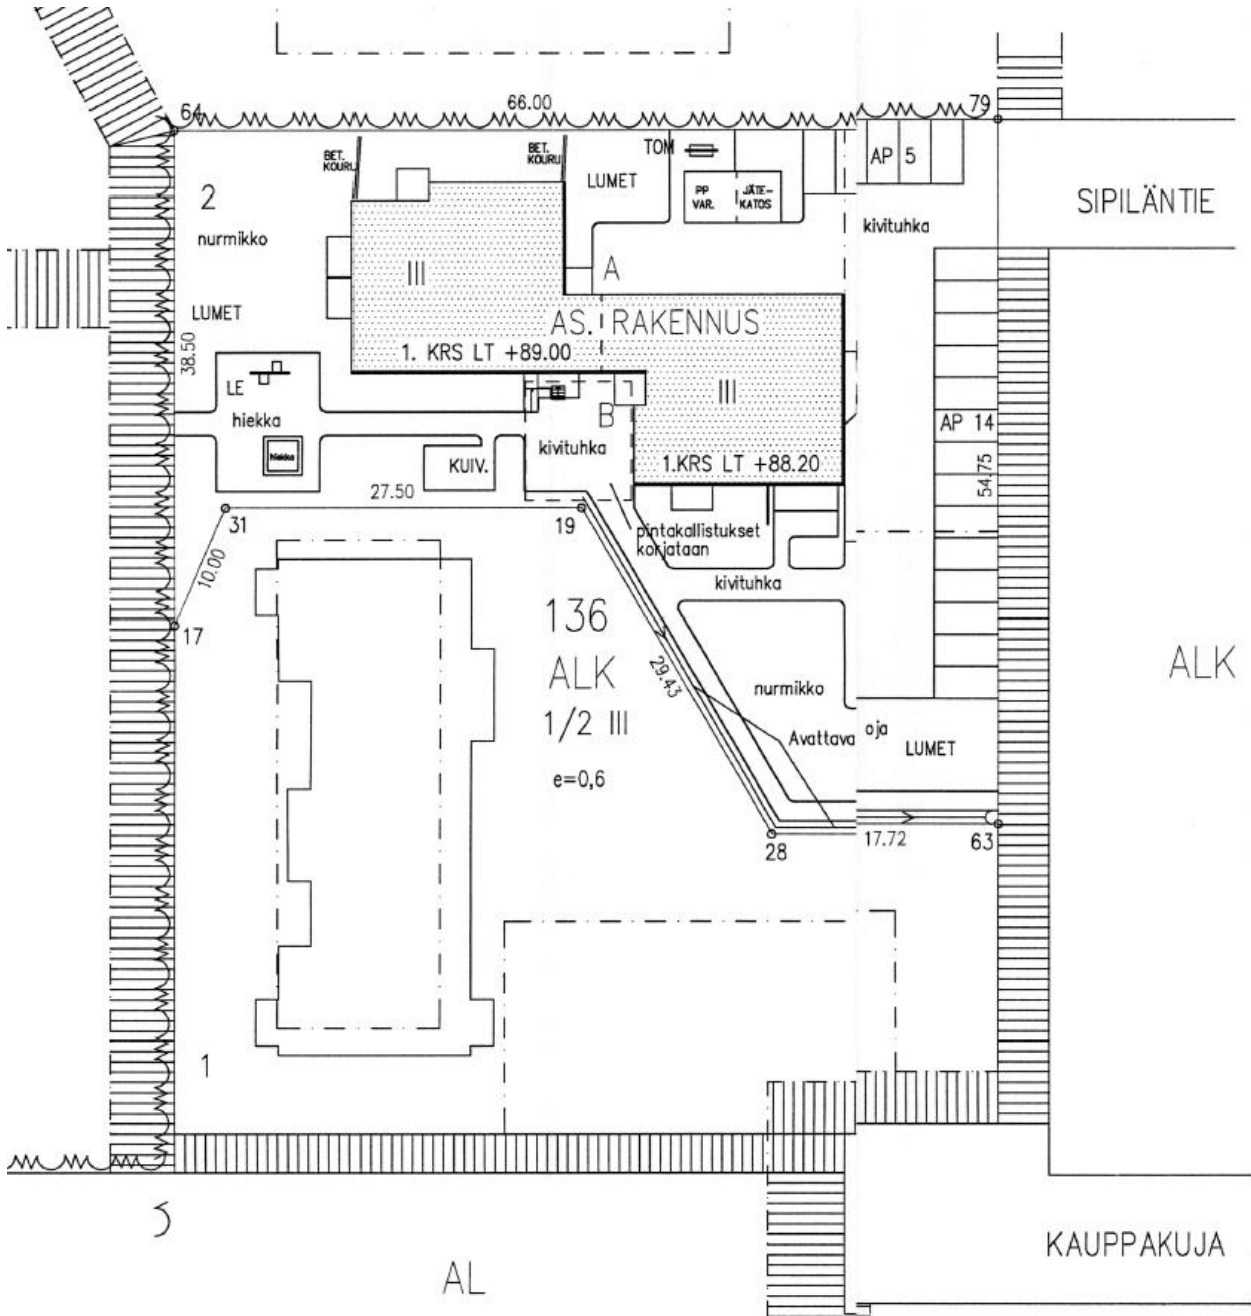 64
66.00
79
BET.
KOURU
BET.
KOURU
TOM
AP 5
2
LUMET
PP
VAR.
JÄTE-
KATOS
SIPILÄNTIE
nurmikko
kivituhka
III
A
LUMET
AS. RAKENNUS
38.50
1. KRS LT +89.00
LE
III
hiekka
B
AP 14
kivituhka
hiekka
KUIV.
1.KRS LT +88.20
54.75
27.50
31
19
pintakallistukset
korjataan
10.00
kivituhka
17
136
ALK
29.43
ALK
nurmikko
1/2 III
Avattava oja
LUMET
e=0,6
28
17.72
63
1
AL
KAUPPAKUJA